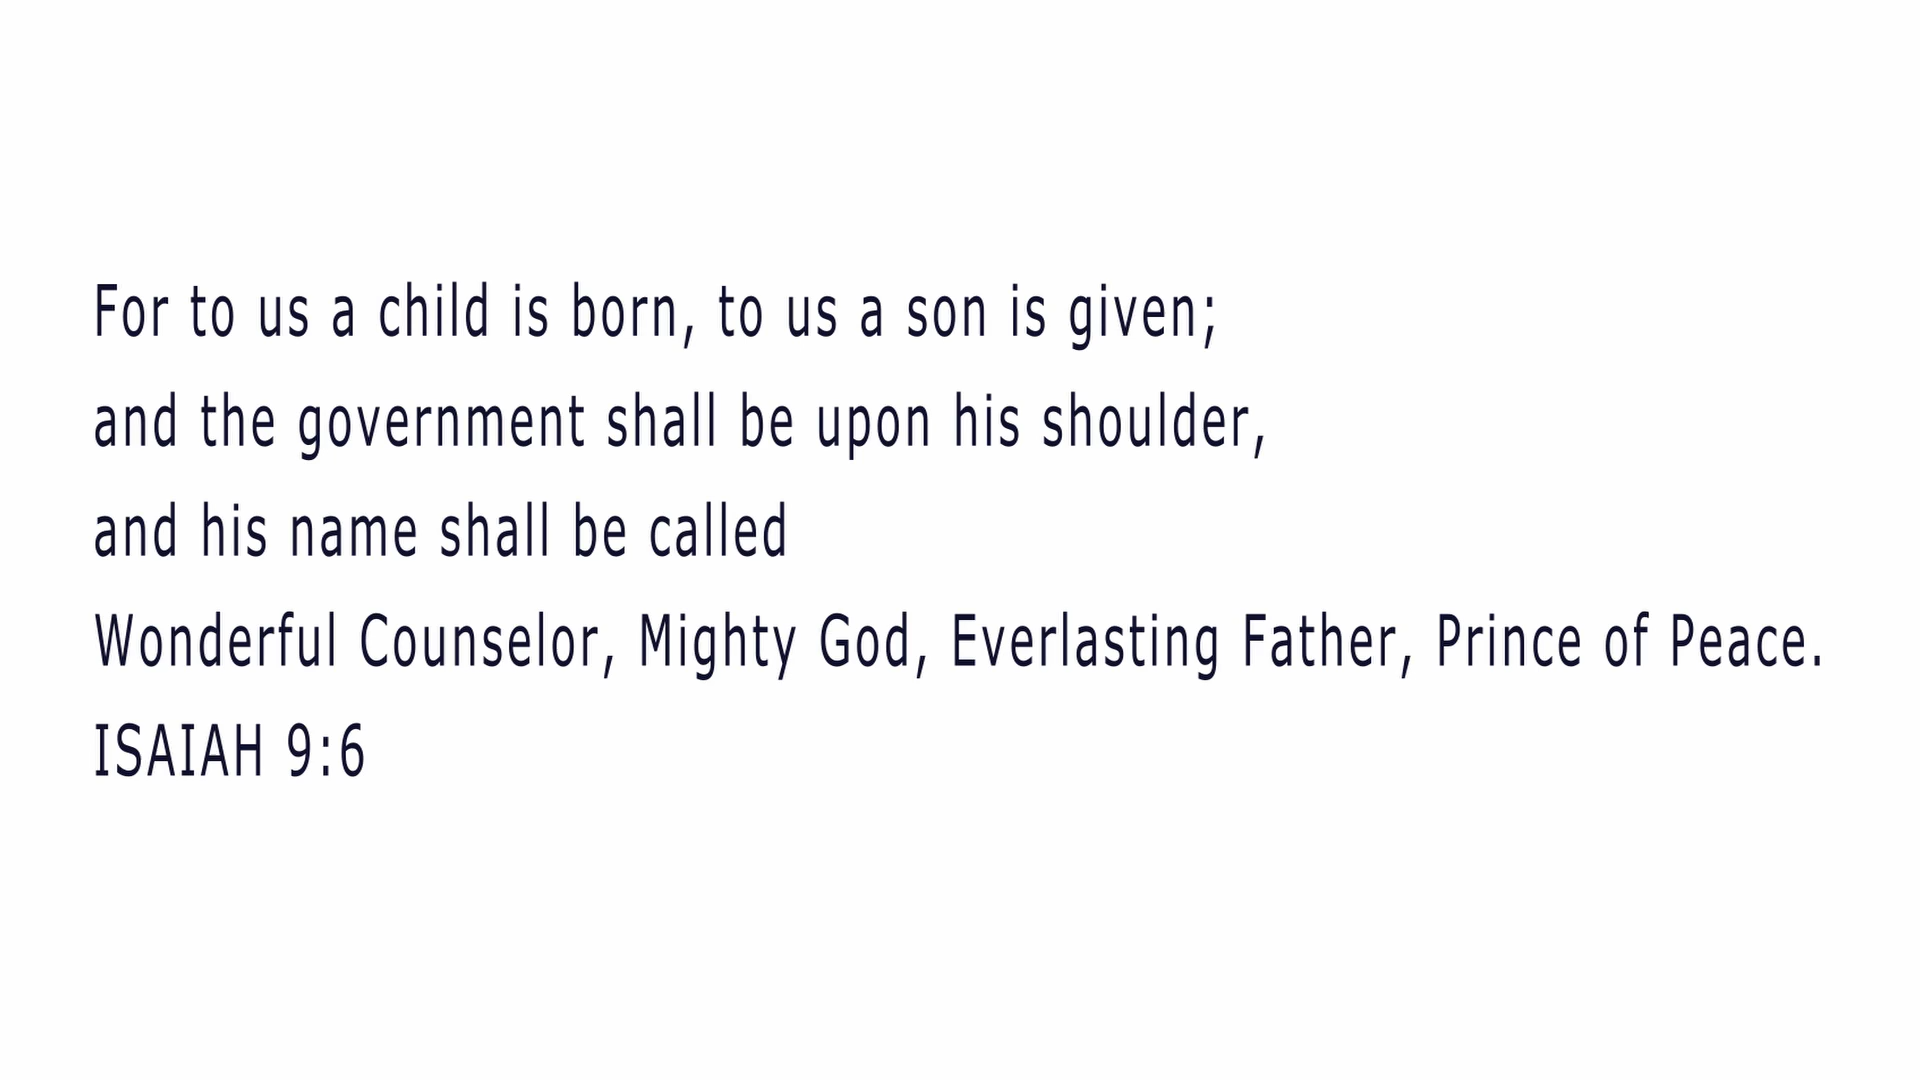 For to us a child is born, to us a son is given;
and the government shall be upon his shoulder,
and his name shall be called
Wonderful Counselor, Mighty God, Everlasting Father, Prince of Peace.
ISAIAH 9:6